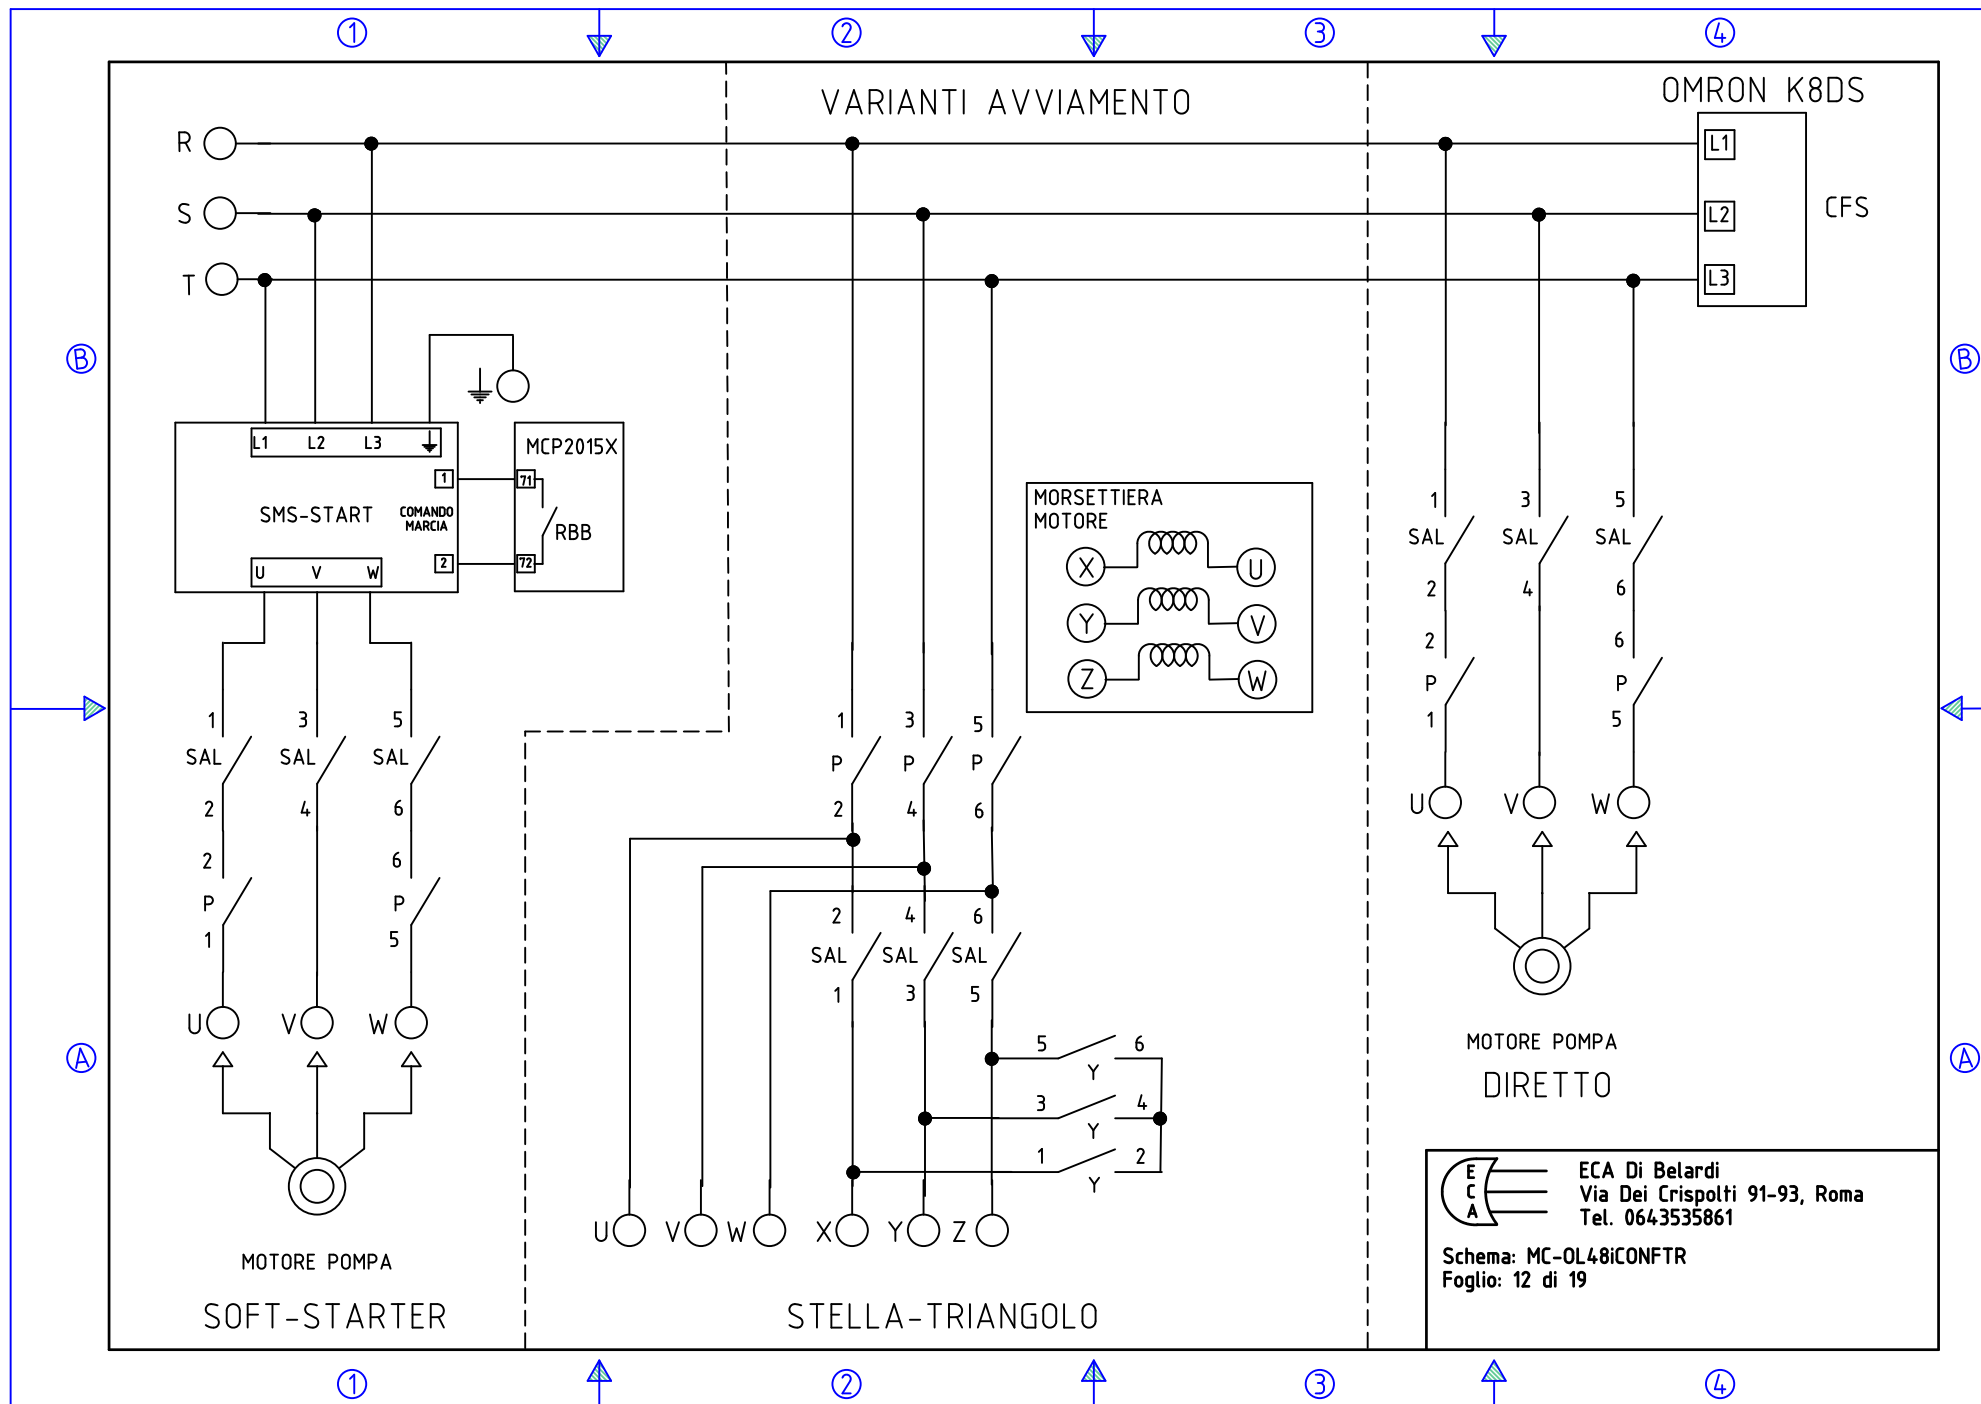 1 2 3 4
VARIANTI AVVIAMENTO
OMRON K8DS
R
L1
S
L2
CFS
T
L3
B
B
L1 L2 L3
MCP2015X
1
71
SMS-START
COMANDO
MARCIA
RBB
2
72
U V W
MORSETTIERA
MOTORE
X U
Y V
Z W
1 3 5
SAL SAL SAL
2 4 6
2 6
P P
1 5
U V W
MOTORE POMPA
DIRETTO
1 3 5
SAL SAL SAL
2 4 6
2 6
P P
1 5
U V W
MOTORE POMPA
SOFT-STARTER
1 3 5
P P P
2 4 6
2 4 6
SAL SAL SAL
1 3 5
5 6
Y
3 4
Y
1 2
Y
U V W X Y Z
STELLA-TRIANGOLO
A
A
E
C
A
ECA Di Belardi
Via Dei Crispolti 91-93, Roma
Tel. 0643535861
Schema: MC-OL48iCONFTR
Foglio: 12 di 19
1 2 3 4